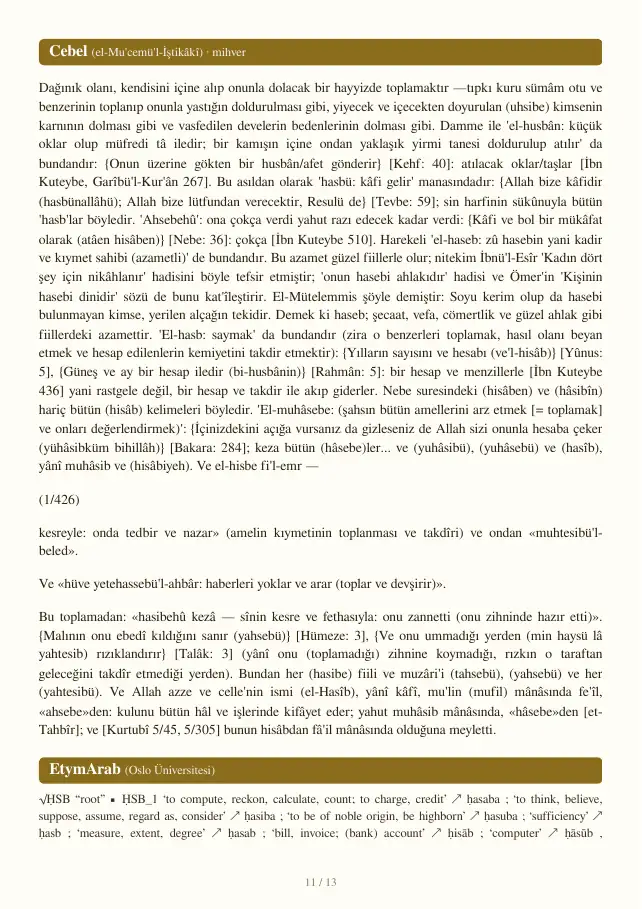 Cebel (el-Mu'cemü'l-İştikâkî) · mihver
Dağınık olanı, kendisini içine alıp onunla dolacak bir hayyizde toplamaktır —tıpkı kuru sümâm otu ve
benzerinin toplanıp onunla yastığın doldurulması gibi, yiyecek ve içecekten doyurulan (uhsibe) kimsenin
karnının dolması gibi ve vasfedilen develerin bedenlerinin dolması gibi. Damme ile 'el-husbân: küçük
oklar olup müfredi tâ iledir; bir kamışın içine ondan yaklaşık yirmi tanesi doldurulup atılır' da
bundandır: {Onun üzerine gökten bir husbân/afet gönderir} [Kehf: 40]: atılacak oklar/taşlar [İbn
Kuteybe, Garîbü'l-Kur'ân 267]. Bu asıldan olarak 'hasbü: kâfi gelir' manasındadır: {Allah bize kâfidir
(hasbünallâhü); Allah bize lütfundan verecektir, Resulü de} [Tevbe: 59]; sin harfinin sükûnuyla bütün
'hasb'lar böyledir. 'Ahsebehû': ona çokça verdi yahut razı edecek kadar verdi: {Kâfi ve bol bir mükâfat
olarak (atâen hisâben)} [Nebe: 36]: çokça [İbn Kuteybe 510]. Harekeli 'el-haseb: zû hasebin yani kadir
ve kıymet sahibi (azametli)' de bundandır. Bu azamet güzel fiillerle olur; nitekim İbnü'l-Esîr 'Kadın dört
şey için nikâhlanır' hadisini böyle tefsir etmiştir; 'onun hasebi ahlakıdır' hadisi ve Ömer'in 'Kişinin
hasebi dinidir' sözü de bunu kat'îleştirir. El-Mütelemmis şöyle demiştir: Soyu kerim olup da hasebi
bulunmayan kimse, yerilen alçağın tekidir. Demek ki haseb; şecaat, vefa, cömertlik ve güzel ahlak gibi
fiillerdeki azamettir. 'El-hasb: saymak' da bundandır (zira o benzerleri toplamak, hasıl olanı beyan
etmek ve hesap edilenlerin kemiyetini takdir etmektir): {Yılların sayısını ve hesabı (ve'l-hisâb)} [Yûnus:
5], {Güneş ve ay bir hesap iledir (bi-husbânin)} [Rahmân: 5]: bir hesap ve menzillerle [İbn Kuteybe
436] yani rastgele değil, bir hesap ve takdir ile akıp giderler. Nebe suresindeki (hisâben) ve (hâsibîn)
hariç bütün (hisâb) kelimeleri böyledir. 'El-muhâsebe: (şahsın bütün amellerini arz etmek [= toplamak]
ve onları değerlendirmek)': {İçinizdekini açığa vursanız da gizleseniz de Allah sizi onunla hesaba çeker
(yühâsibküm bihillâh)} [Bakara: 284]; keza bütün (hâsebe)ler... ve (yuhâsibü), (yuhâsebü) ve (hasîb),
yânî muhâsib ve (hisâbiyeh). Ve el-hisbe fi'l-emr —
(1/426)
kesreyle: onda tedbir ve nazar» (amelin kıymetinin toplanması ve takdîri) ve ondan «muhtesibü'l-
beled».
Ve «hüve yetehassebü'l-ahbâr: haberleri yoklar ve arar (toplar ve devşirir)».
Bu toplamadan: «hasibehû kezâ — sînin kesre ve fethasıyla: onu zannetti (onu zihninde hazır etti)».
{Malının onu ebedî kıldığını sanır (yahsebü)} [Hümeze: 3], {Ve onu ummadığı yerden (min haysü lâ
yahtesib) rızıklandırır} [Talâk: 3] (yânî onu (toplamadığı) zihnine koymadığı, rızkın o taraftan
geleceğini takdîr etmediği yerden). Bundan her (hasibe) fiili ve muzâri'i (tahsebü), (yahsebü) ve her
(yahtesibü). Ve Allah azze ve celle'nin ismi (el-Hasîb), yânî kâfî, mu'lin (mufil) mânâsında fe'îl,
«ahsebe»den: kulunu bütün hâl ve işlerinde kifâyet eder; yahut muhâsib mânâsında, «hâsebe»den [et-
Tahbîr]; ve [Kurtubî 5/45, 5/305] bunun hisâbdan fâ'il mânâsında olduğuna meyletti.
EtymArab (Oslo Üniversitesi)
√ḤSB “root” ▪ ḤSB_1 ‘to compute, reckon, calculate, count; to charge, credit’ ↗ ḥasaba ; ‘to think, believe,
suppose, assume, regard as, consider’ ↗ ḥasiba ; ‘to be of noble origin, be highborn’ ↗ ḥasuba ; ‘sufficiency’ ↗
ḥasb ; ‘measure, extent, degree’ ↗ ḥasab ; ‘bill, invoice; (bank) account’ ↗ ḥisāb ; ‘computer’ ↗ ḥāsūb ,
11 / 13